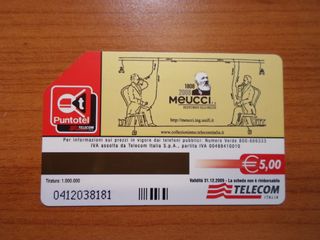 t
Puntotel
TELECOM
1808
2008
meucci
http://meucci.ing.unifi.it
www.collezionismo.telecomitalia.it
Per informazioni sui prezzi in vigore dai telefoni pubblici: Numero Verde 800-666333
IVA assolta da Telecom Italia S.p.A., partita IVA 00488410010
€5,00
Tiratura: 1.000.000
Validità 31.12.2009 - La scheda non è rimborsabile
0412038181
TELECOM
ITALIA